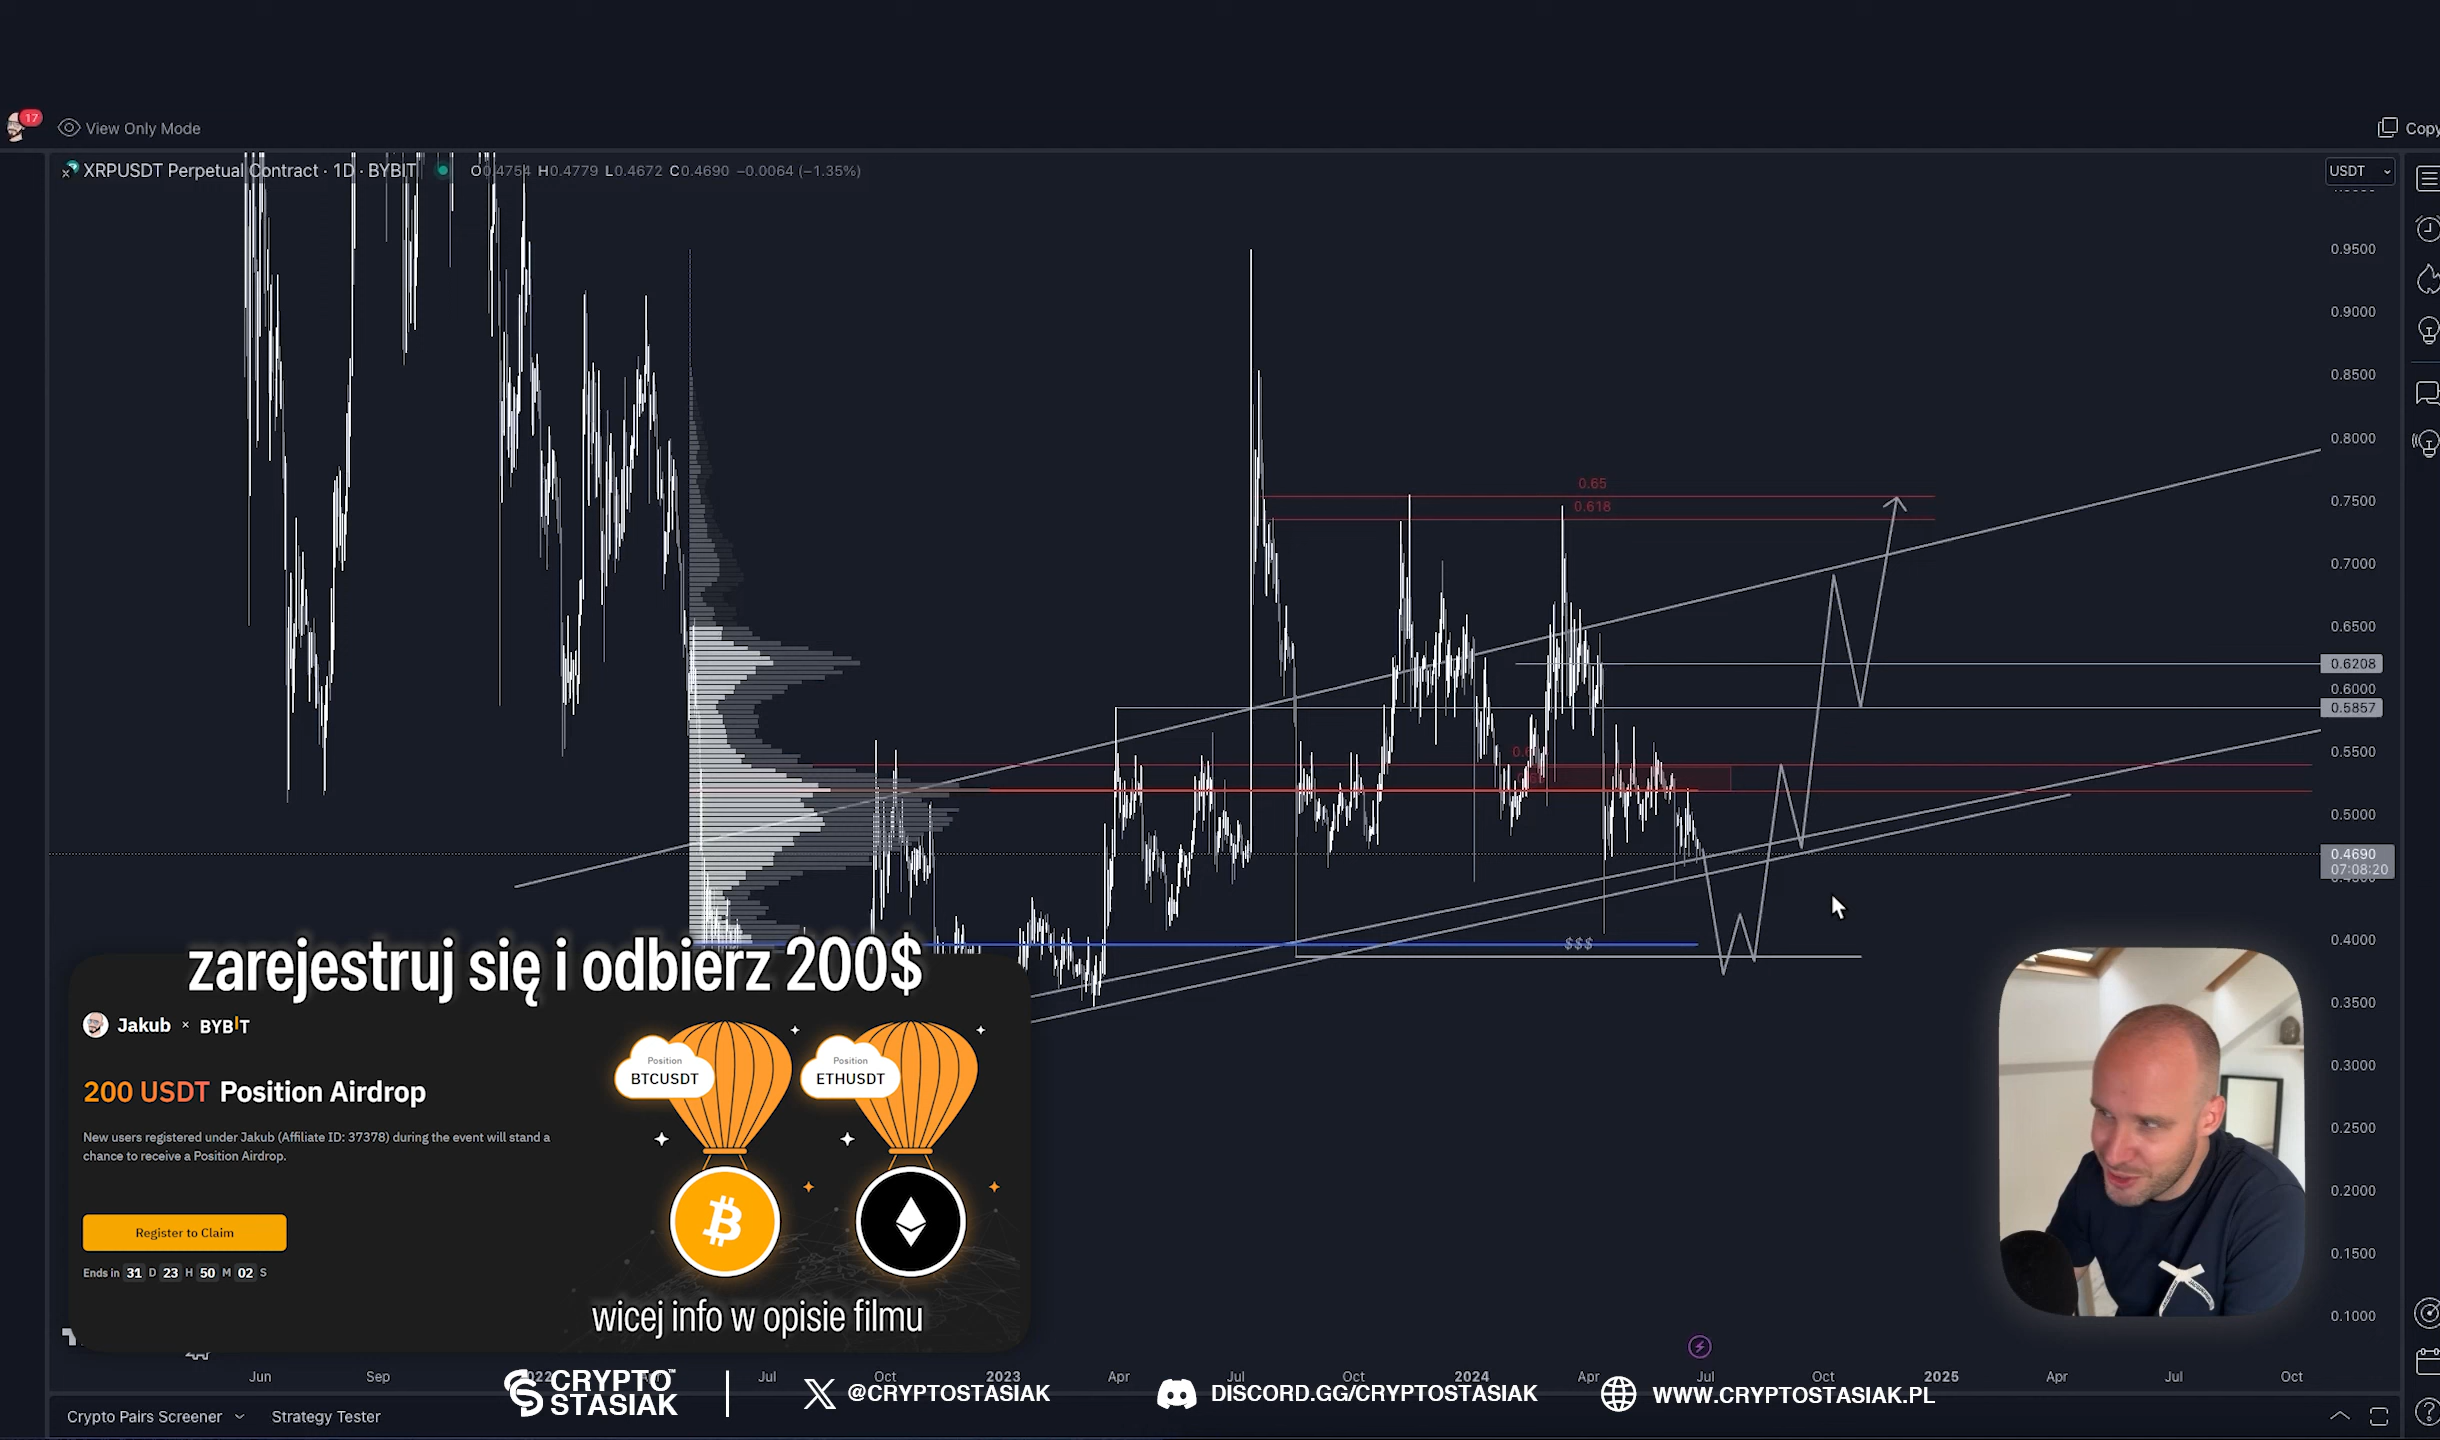 17
View Only Mode
Copy
XRPUSDT Perpetual Contract · 1D · BYBIT
O0.4754 H0.4779 L0.4672 C0.4690 −0.0064 (−1.35%)
USDT
0.9500
0.9000
0.8500
0.8000
0.7500
0.7000
0.6500
0.6208
0.6000
0.5857
0.5500
0.5000
0.4690
07:08:20
0.4000
0.3500
0.3000
0.2500
0.2000
0.1500
0.1000
0.65
0.618
$$$
zarejestruj się i odbierz 200$
Jakub × BYBIT
200 USDT Position Airdrop
New users registered under Jakub (Affiliate ID: 37378) during the event will stand a
chance to receive a Position Airdrop.
Register to Claim
Ends in 31 D 23 H 50 M 02 S
Position
BTCUSDT
Position
ETHUSDT
wicej info w opisie filmu
Jun Sep 2022 Jul Oct 2023 Apr Jul Oct 2024 Apr Jul Oct 2025 Apr Jul Oct
CRYPTO™
STASIAK
@CRYPTOSTASIAK
DISCORD.GG/CRYPTOSTASIAK
WWW.CRYPTOSTASIAK.PL
Crypto Pairs Screener
Strategy Tester